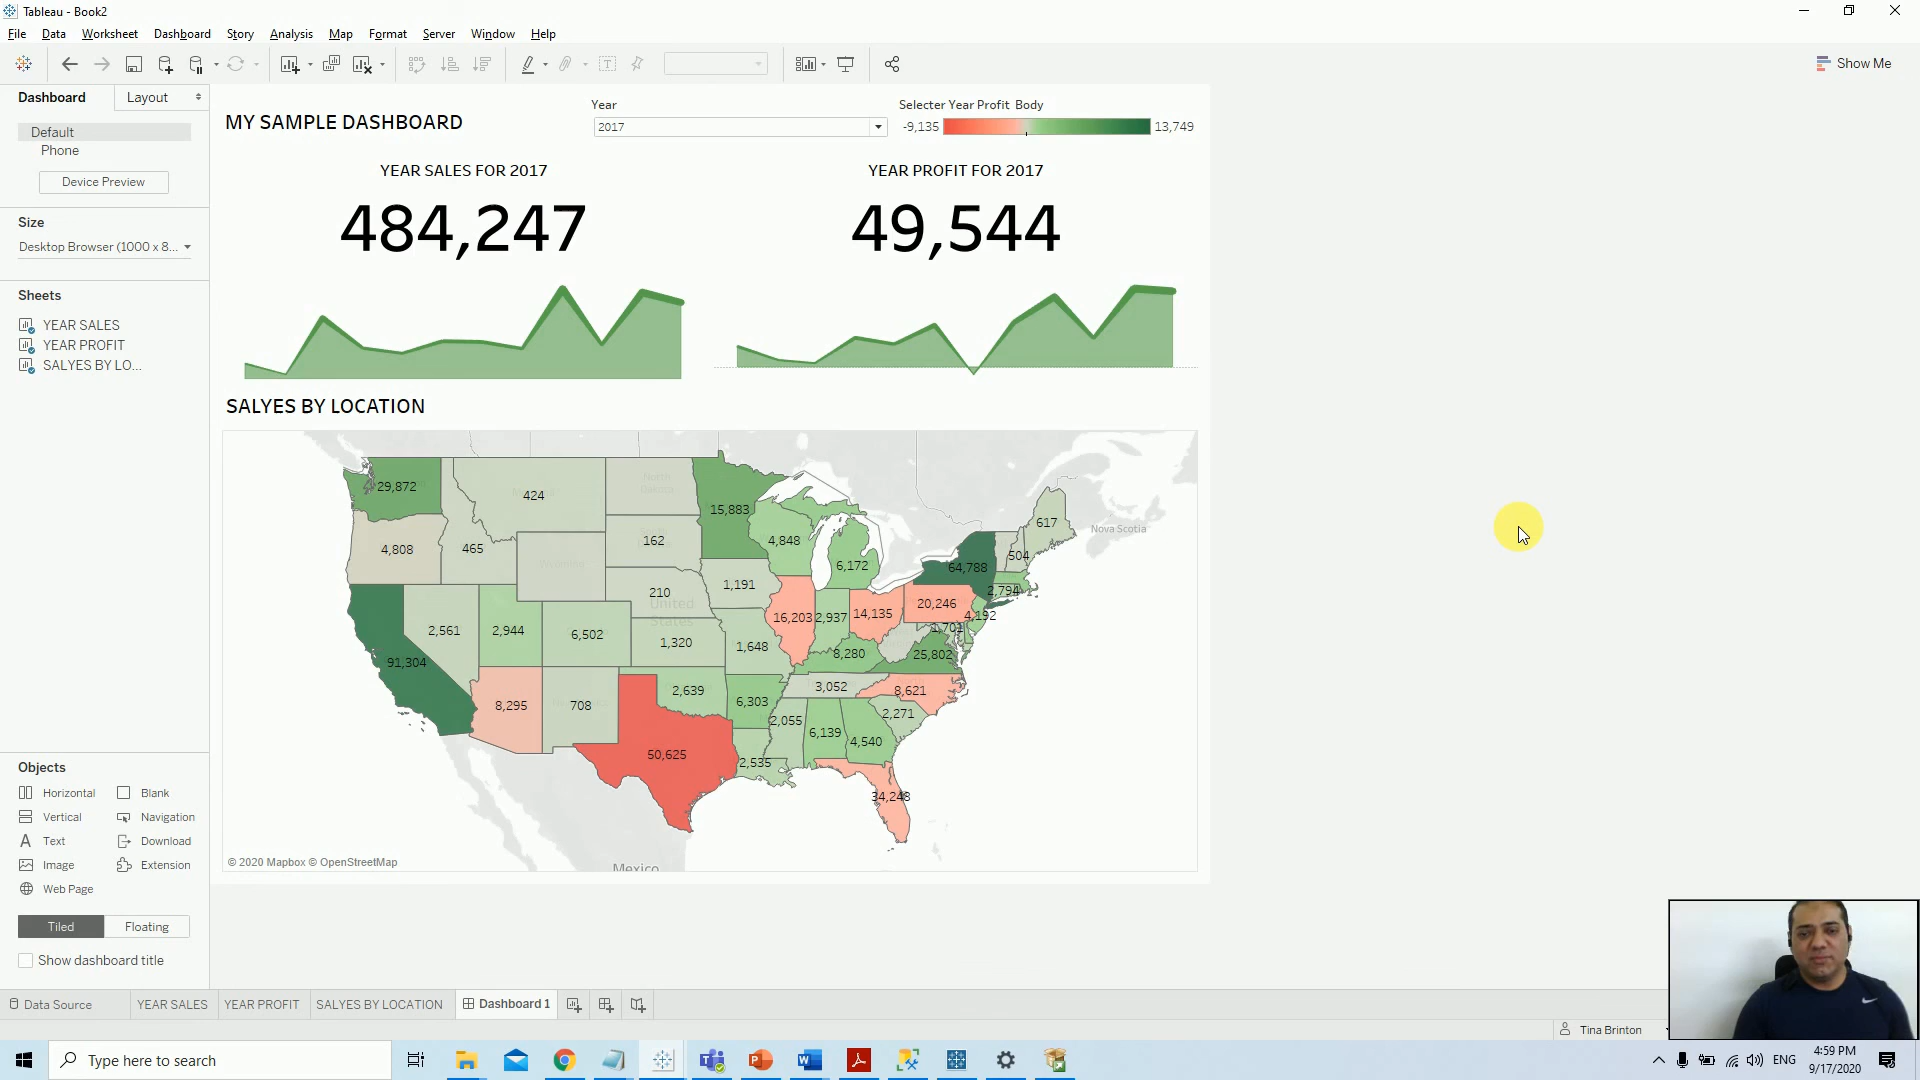 Tableau - Book2
File Data Worksheet Dashboard Story Analysis Map Format Server Window Help
Show Me
Dashboard Layout
Default
Phone
Device Preview
Size
Desktop Browser (1000 x 8...
Sheets
YEAR SALES
YEAR PROFIT
SALYES BY LO...
Objects
Horizontal Blank
Vertical Navigation
Text Download
Image Extension
Web Page
Tiled Floating
Show dashboard title
MY SAMPLE DASHBOARD
Year
2017
Selecter Year Profit Body
-9,135 13,749
YEAR SALES FOR 2017
484,247
YEAR PROFIT FOR 2017
49,544
SALYES BY LOCATION
29,872
424
North Dakota
15,883
617
Nova Scotia
4,808
465
162
4,848
6,172
504
64,788
Wyoming
210
1,191
2,794
United States
20,246
4,192
2,561
2,944
6,502
1,320
1,648
16,203
2,937
14,135
8,280
25,802
91,304
8,295
708
2,639
6,303
3,052
8,621
2,055
6,139
4,540
2,271
50,625
2,535
34,248
Mexico
© 2020 Mapbox © OpenStreetMap
Data Source YEAR SALES YEAR PROFIT SALYES BY LOCATION Dashboard 1
Tina Brinton
Type here to search
ENG
4:59 PM
9/17/2020